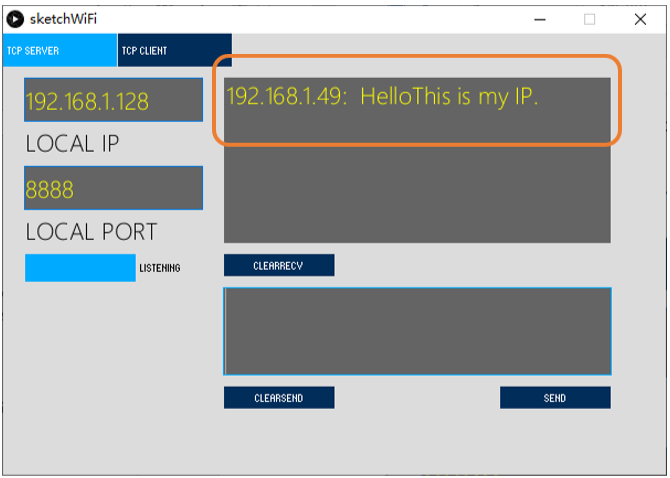 sketchWiFi
TCP SERVER
TCP CLIENT
192.168.1.128
LOCAL IP
8888
LOCAL PORT
LISTENING
192.168.1.49:  HelloThis is my IP.
CLEARRECV
CLEARSEND
SEND